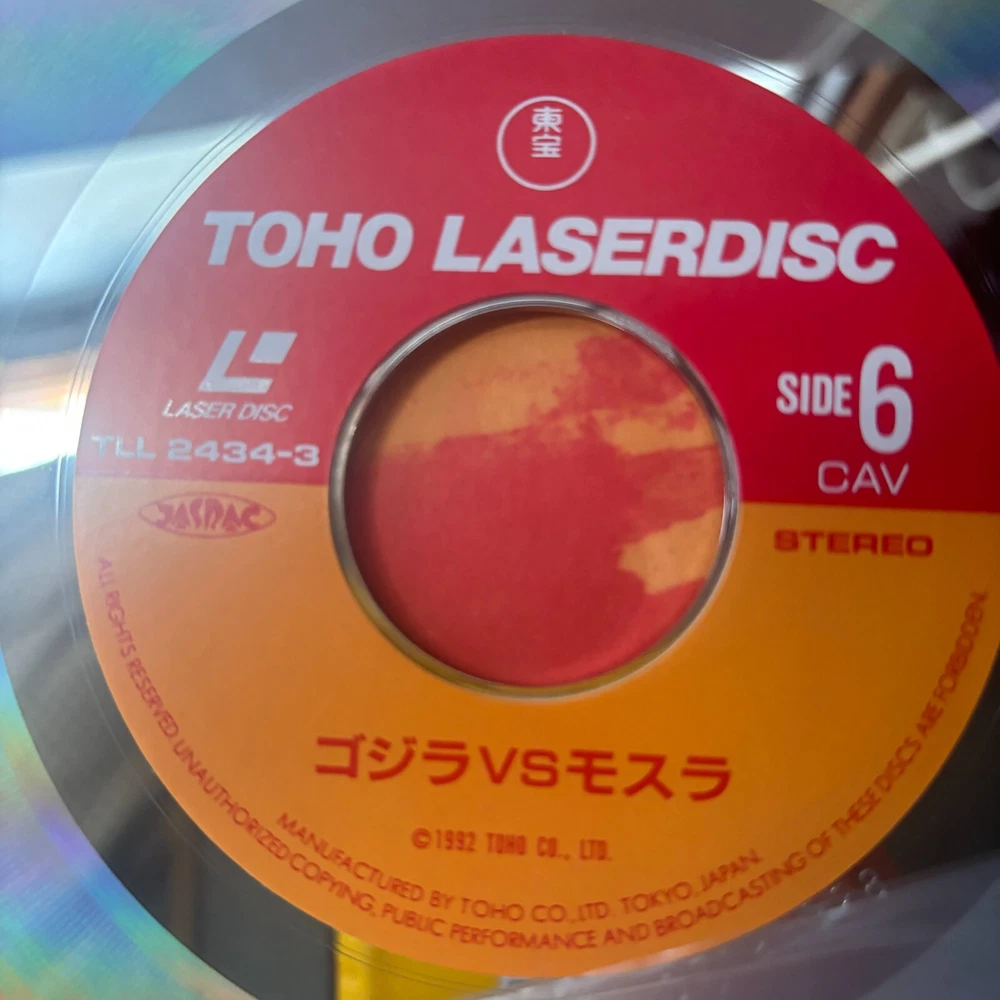 東宝
TOHO LASERDISC
LASER DISC
TLL 2434-3
SIDE 6
CAV
JASRAC
STEREO
ゴジラVSモスラ
©1992 TOHO CO., LTD.
MANUFACTURED BY TOHO CO.,LTD. TOKYO, JAPAN.
ALL RIGHTS RESERVED UNAUTHORIZED COPYING, PUBLIC PERFORMANCE AND BROADCASTING OF THESE DISCS ARE FORBIDDEN.